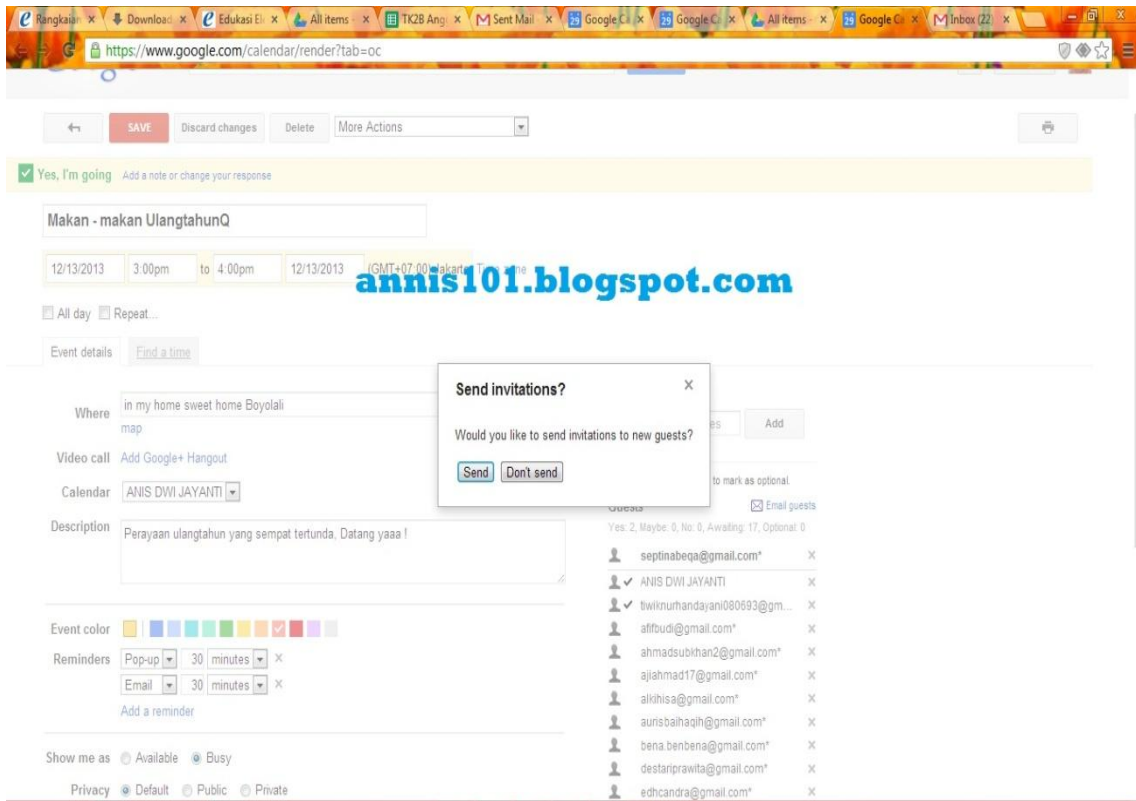 Rangkaian
Download
Edukasi El
All items -
TK2B Ang
Sent Mail
Google Ca
Google Ca
All items -
Google Ca
Inbox (22)
https://www.google.com/calendar/render?tab=oc
SAVE Discard changes Delete More Actions
Yes, I'm going Add a note or change your response
Makan - makan UlangtahunQ
12/13/2013 3:00pm to 4:00pm 12/13/2013 (GMT+07:00) Jakarta Time zone
annis101.blogspot.com
All day Repeat...
Event details Find a time
Send invitations?
Would you like to send invitations to new guests?
Send Don't send
Where in my home sweet home Boyolali
map
Video call Add Google+ Hangout
Calendar ANIS DWI JAYANTI
Description Perayaan ulangtahun yang sempat tertunda, Datang yaaa !
Event color
Reminders Pop-up 30 minutes
Email 30 minutes
Add a reminder
Show me as Available Busy
Privacy Default Public Private
Add
to mark as optional.
Guests Email guests
Yes: 2, Maybe: 0, No: 0, Awaiting: 17, Optional: 0
septinabeqa@gmail.com*
ANIS DWI JAYANTI
tiwiknurhandayani080693@gm...
afifbudi@gmail.com*
ahmadsubkhan2@gmail.com*
ajiahmad17@gmail.com*
alkihisa@gmail.com*
aurisbaihaqih@gmail.com*
bena.benbena@gmail.com*
destariprawita@gmail.com*
edhcandra@gmail.com*